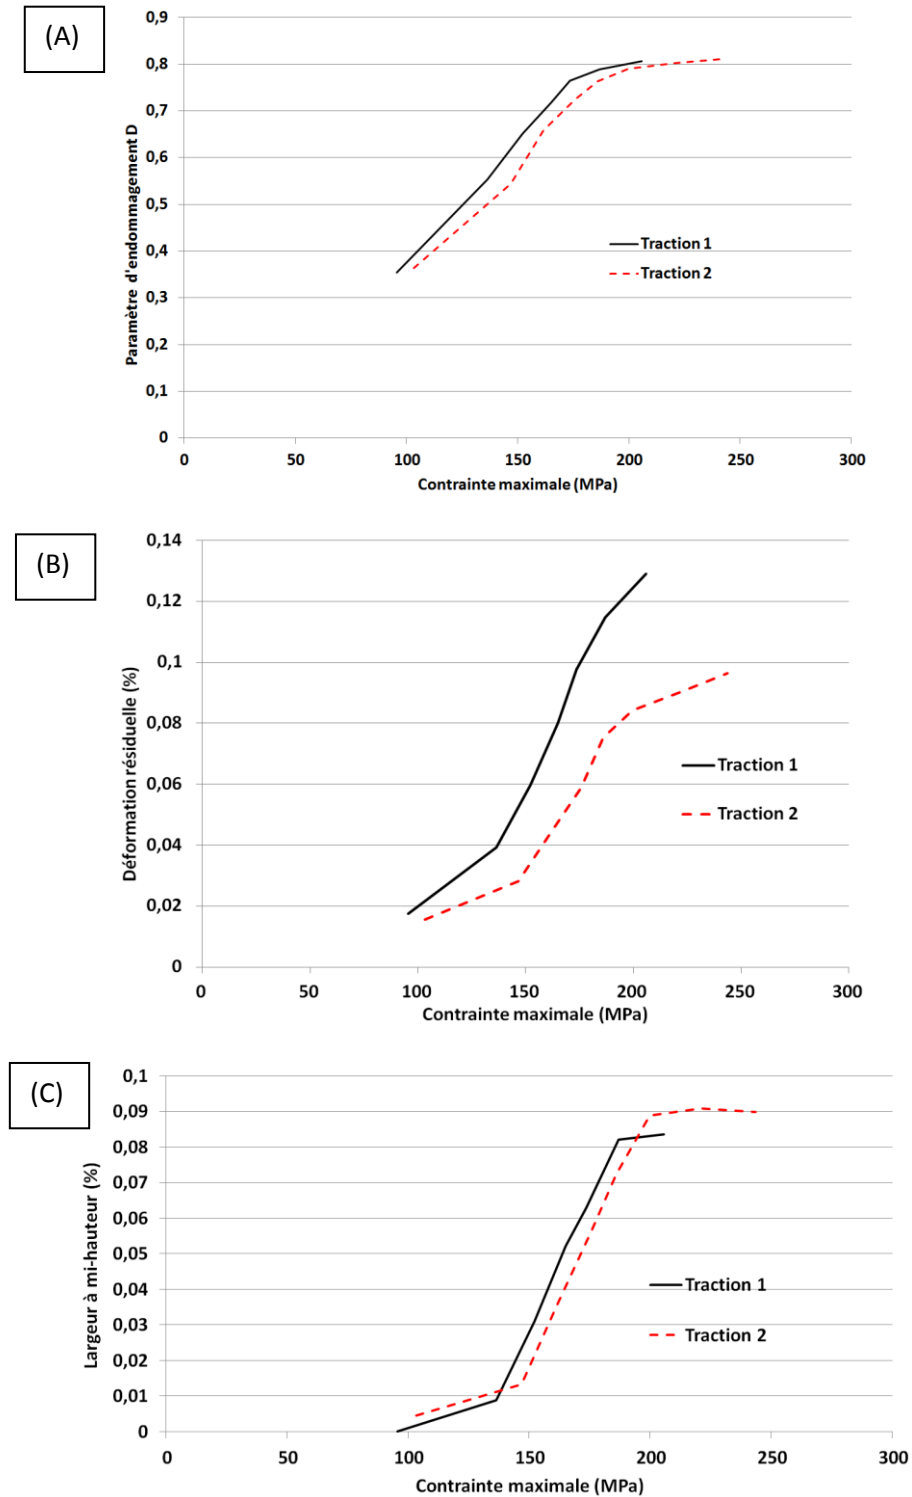 (A)
0,9
0,8
0,7
0,6
0,5
0,4
0,3
0,2
0,1
0
Paramètre d'endommagement D
Traction 1
Traction 2
0 50 100 150 200 250 300
Contrainte maximale (MPa)
(B)
0,14
0,12
0,1
0,08
0,06
0,04
0,02
0
Déformation résiduelle (%)
Traction 1
Traction 2
0 50 100 150 200 250 300
Contrainte maximale (MPa)
(C)
0,1
0,09
0,08
0,07
0,06
0,05
0,04
0,03
0,02
0,01
0
Largeur à mi-hauteur (%)
Traction 1
Traction 2
0 50 100 150 200 250 300
Contrainte maximale (MPa)